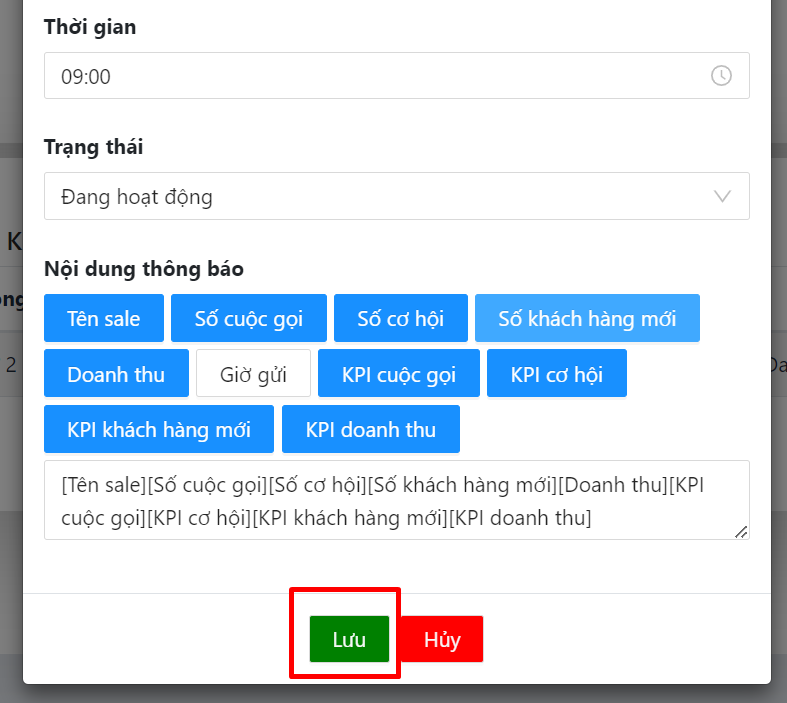 Thời gian
09:00
Trạng thái
Đang hoạt động
K
Nội dung thông báo
Tên sale Số cuộc gọi Số cơ hội Số khách hàng mới
2 Doanh thu Giờ gửi KPI cuộc gọi KPI cơ hội
KPI khách hàng mới KPI doanh thu
[Tên sale][Số cuộc gọi][Số cơ hội][Số khách hàng mới][Doanh thu][KPI
cuộc gọi][KPI cơ hội][KPI khách hàng mới][KPI doanh thu]
Lưu Hủy